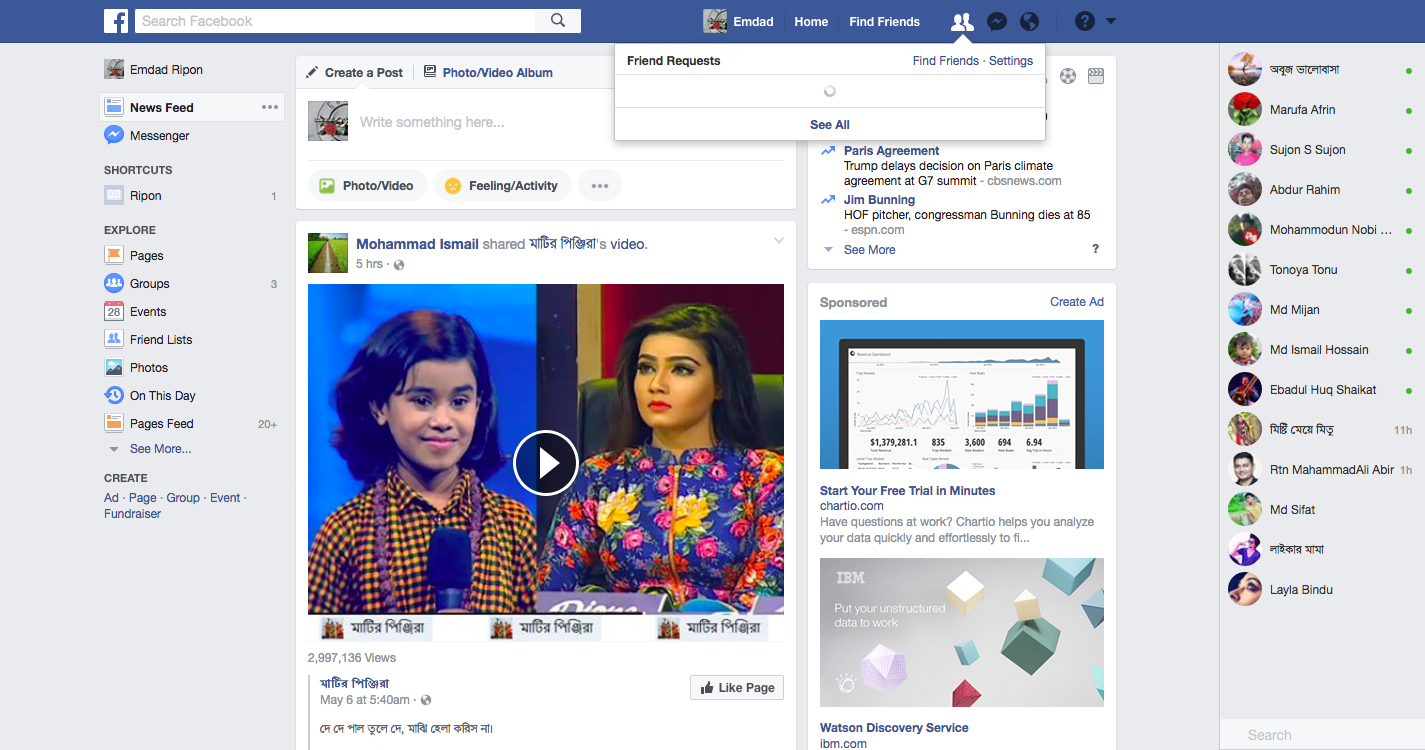 Search Facebook
Emdad
Home
Find Friends
?
Friend Requests
Find Friends · Settings
See All
Emdad Ripon
News Feed
Messenger
SHORTCUTS
Ripon 1
EXPLORE
Pages
Groups 3
28 Events
Friend Lists
Photos
On This Day
Pages Feed 20+
See More...
CREATE
Ad · Page · Group · Event ·
Fundraiser
Create a Post
Photo/Video Album
Write something here...
Photo/Video
Feeling/Activity
Mohammad Ismail shared মাটির পিঞ্জিরা's video.
5 hrs ·
মাটির পিঞ্জিরা মাটির পিঞ্জিরা মাটির পিঞ্জিরা
2,997,136 Views
মাটির পিঞ্জিরা
May 6 at 5:40am ·
Like Page
দে দে পাল তুলে দে, মাঝি হেলা করিস না।
Paris Agreement
Trump delays decision on Paris climate
agreement at G7 summit - cbsnews.com
Jim Bunning
HOF pitcher, congressman Bunning dies at 85
- espn.com
See More ?
Sponsored Create Ad
Revenue Dashboard
$1,379,281.1 835 3,600 694 6.94
Start Your Free Trial in Minutes
chartio.com
Have questions at work? Chartio helps you analyze
your data quickly and effortlessly to fi...
IBM
Put your unstructured
data to work
Watson Discovery Service
ibm.com
অবুজ ভালোবাসা
Marufa Afrin
Sujon S Sujon
Abdur Rahim
Mohammodun Nobi ...
Tonoya Tonu
Md Mijan
Md Ismail Hossain
Ebadul Huq Shaikat
মিষ্টি মেয়ে মিতু 11h
Rtn MahammadAli Abir 1h
Md Sifat
লাইকার মামা
Layla Bindu
Search